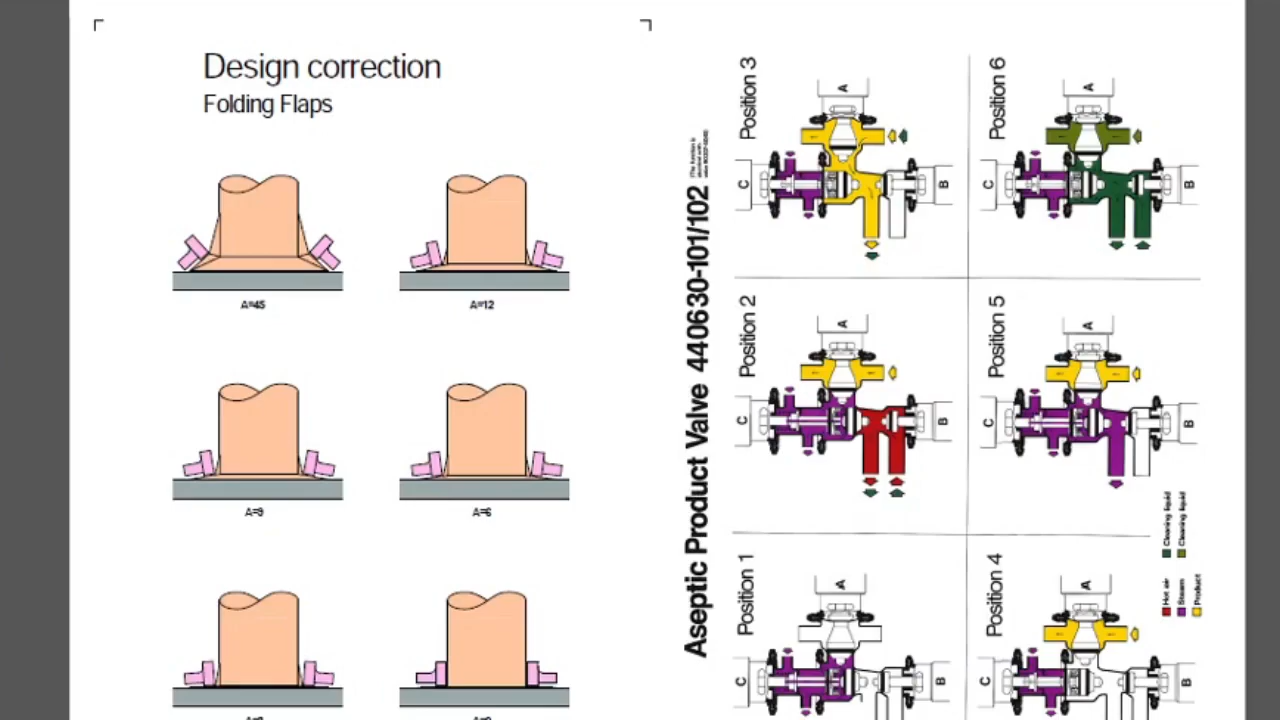 Design correction
Folding Flaps
A=45
A=12
A=9
A=6
Aseptic Product Valve 440630-101/102
Position 3
A
C
B
Position 6
A
C
B
Position 2
A
C
B
Position 5
A
C
B
Position 1
A
C
B
Position 4
A
C
B
Hot air
Steam
Product
Cleaning liquid
Cleaning liquid